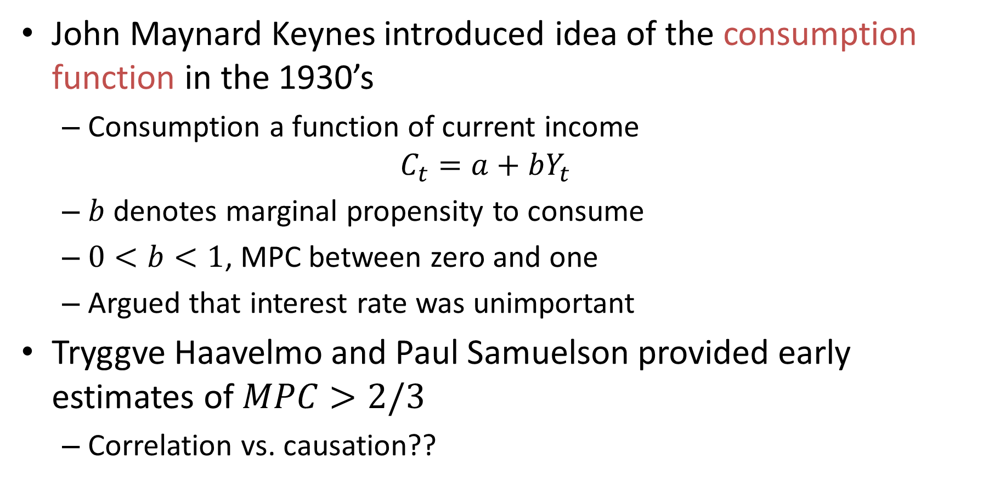 • John Maynard Keynes introduced idea of the consumption
function in the 1930’s
– Consumption a function of current income
C_t = a + bY_t
– b denotes marginal propensity to consume
– 0 < b < 1, MPC between zero and one
– Argued that interest rate was unimportant
• Tryggve Haavelmo and Paul Samuelson provided early
estimates of MPC > 2/3
– Correlation vs. causation??